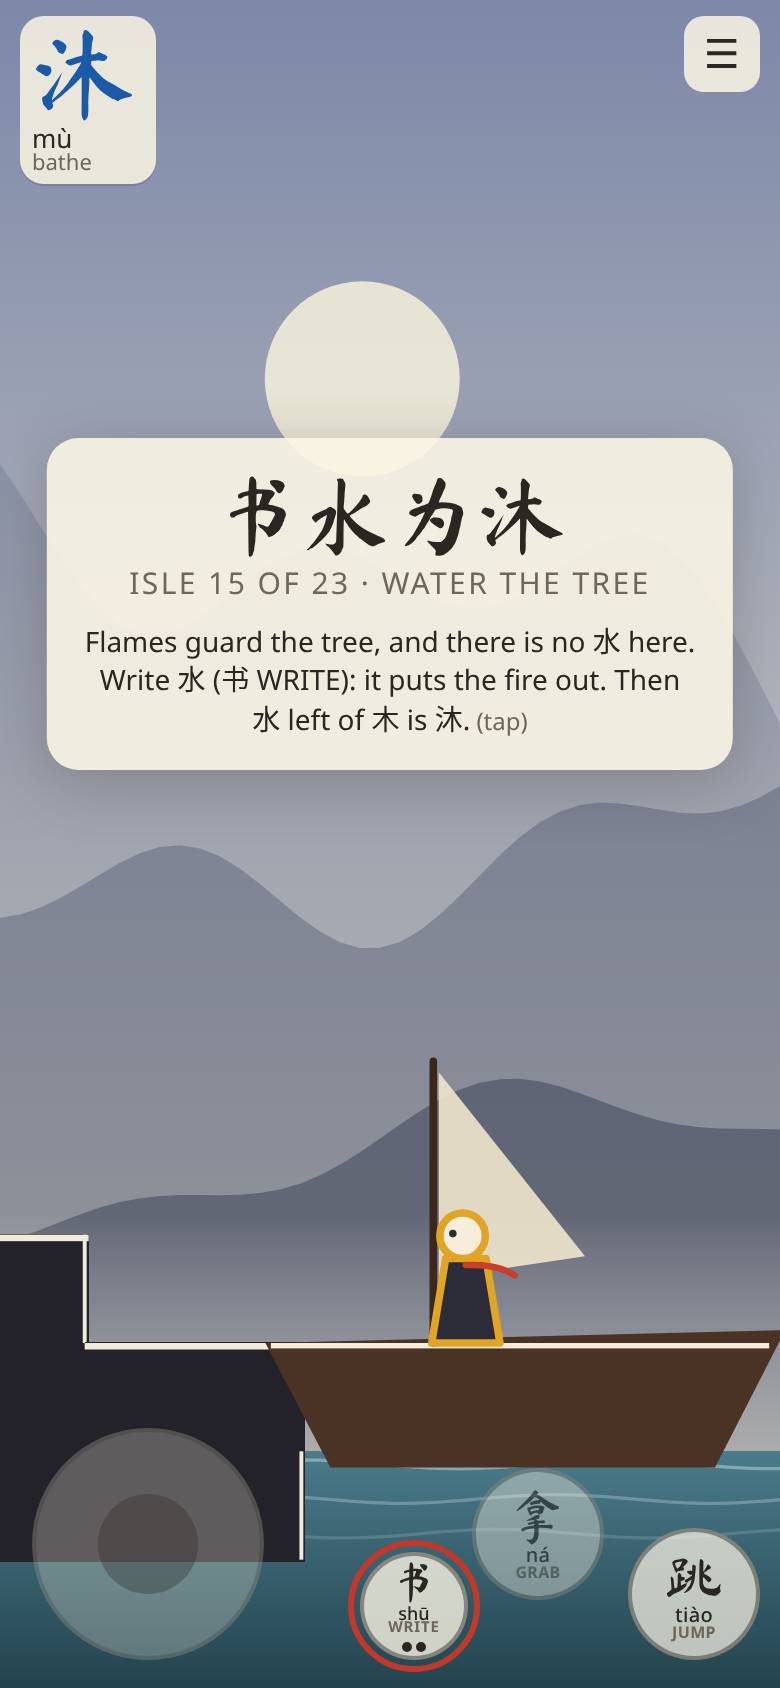 沐
mù
bathe
☰
书水为沐
ISLE 15 OF 23 · WATER THE TREE
Flames guard the tree, and there is no 水 here.
Write 水 (书 WRITE): it puts the fire out. Then
水 left of 木 is 沐. (tap)
拿
ná
GRAB
书
shū
WRITE
跳
tiào
JUMP